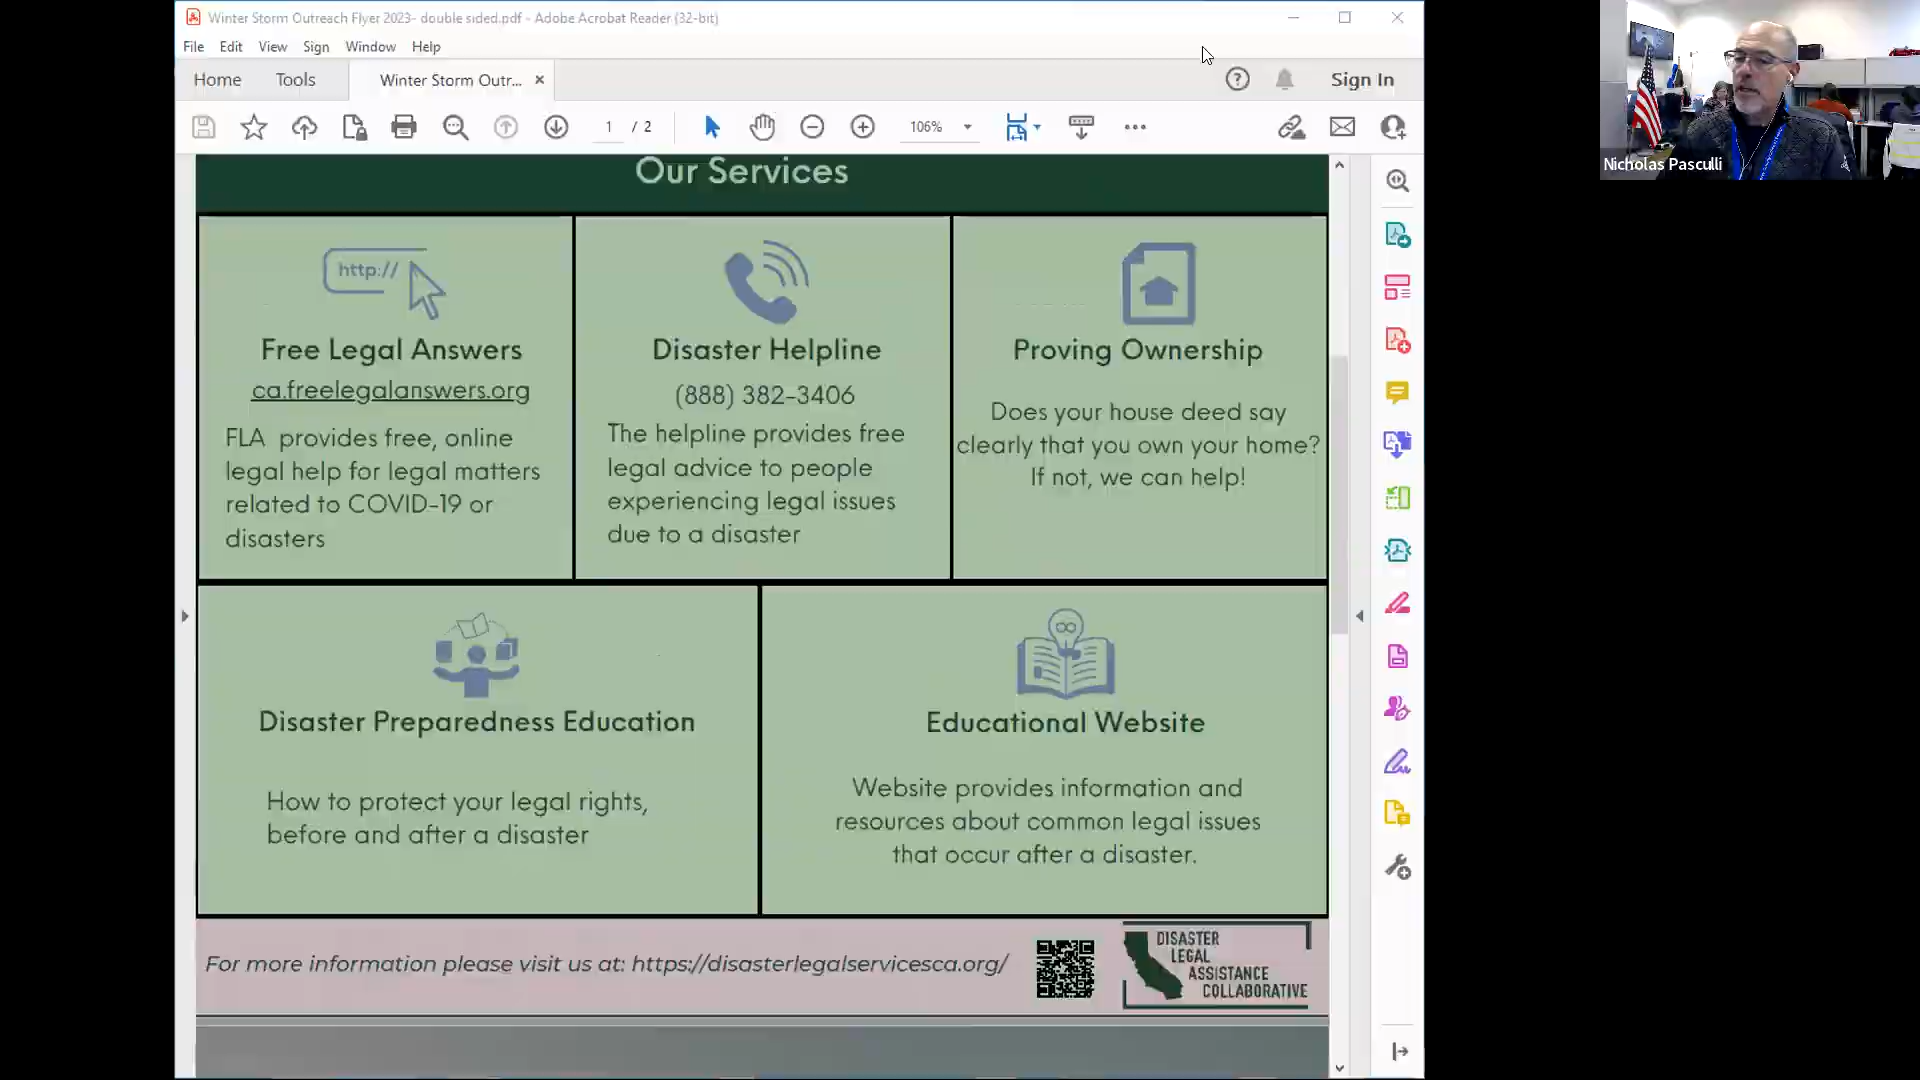 Winter Storm Outreach Flyer 2023- double sided.pdf - Adobe Acrobat Reader (32-bit)
File Edit View Sign Window Help
Home Tools Winter Storm Outr... Sign In
1 / 2 106%
Our Services
http://
Free Legal Answers
ca.freelegalanswers.org
FLA provides free, online
legal help for legal matters
related to COVID-19 or
disasters
Disaster Helpline
(888) 382-3406
The helpline provides free
legal advice to people
experiencing legal issues
due to a disaster
Proving Ownership
Does your house deed say
clearly that you own your home?
If not, we can help!
Disaster Preparedness Education
How to protect your legal rights,
before and after a disaster
Educational Website
Website provides information and
resources about common legal issues
that occur after a disaster.
For more information please visit us at: https://disasterlegalservicesca.org/
DISASTER
LEGAL
ASSISTANCE
COLLABORATIVE
Nicholas Pasculli